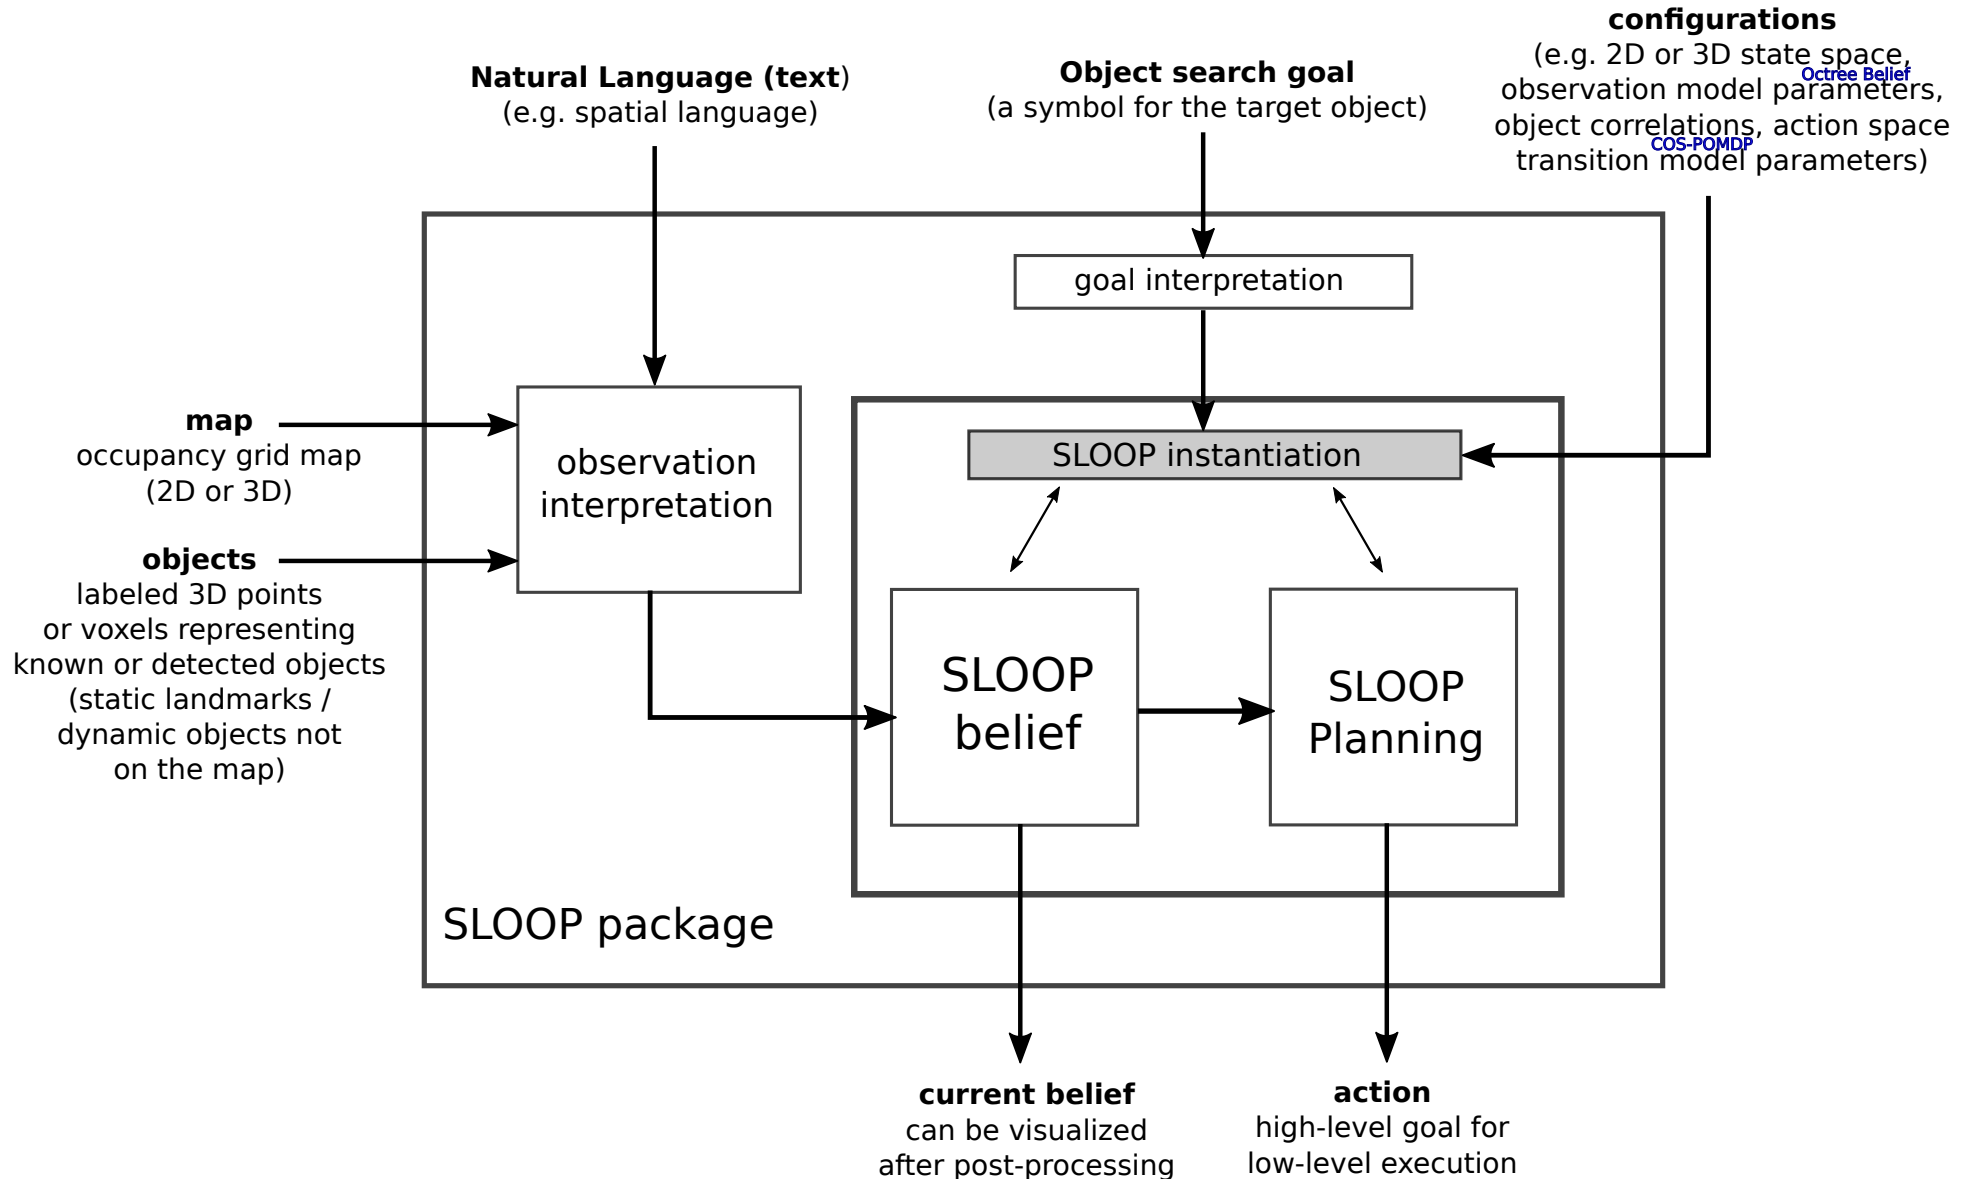 configurations
(e.g. 2D or 3D state space,
Octree Belief
observation model parameters,
object correlations, action space
COS-POMDP
transition model parameters)
Natural Language (text)
(e.g. spatial language)
Object search goal
(a symbol for the target object)
goal interpretation
map
occupancy grid map
(2D or 3D)
objects
labeled 3D points
or voxels representing
known or detected objects
(static landmarks /
dynamic objects not
on the map)
observation
interpretation
SLOOP instantiation
SLOOP
belief
SLOOP
Planning
SLOOP package
current belief
can be visualized
after post-processing
action
high-level goal for
low-level execution